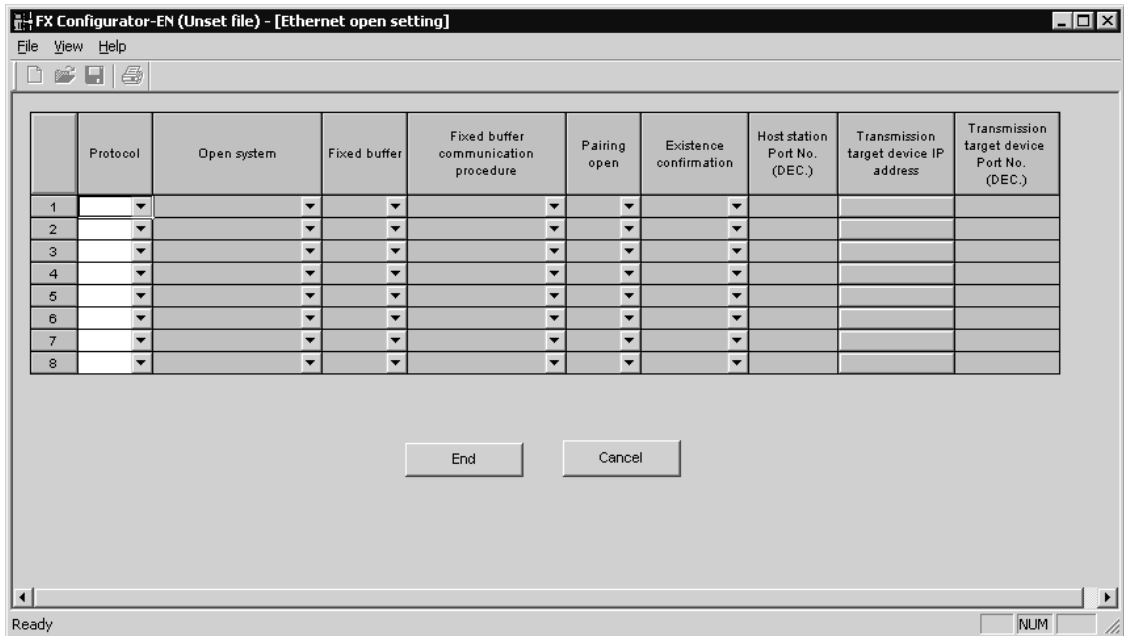 FX Configurator-EN (Unset file) - [Ethernet open setting]
File View Help
Protocol
Open system
Fixed buffer
Fixed buffer
communication
procedure
Pairing
open
Existence
confirmation
Host station
Port No.
(DEC.)
Transmission
target device IP
address
Transmission
target device
Port No.
(DEC.)
1
2
3
4
5
6
7
8
End
Cancel
Ready
NUM